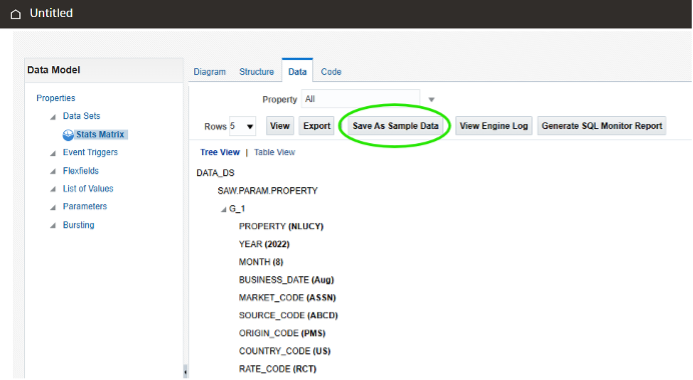 Untitled
Data Model
Diagram Structure Data Code
Property All
Properties
Data Sets
Stats Matrix
Event Triggers
Flexfields
List of Values
Parameters
Bursting
Rows 5 View Export Save As Sample Data View Engine Log Generate SQL Monitor Report
Tree View | Table View
DATA_DS
SAW.PARAM.PROPERTY
G_1
PROPERTY (NLUCY)
YEAR (2022)
MONTH (8)
BUSINESS_DATE (Aug)
MARKET_CODE (ASSN)
SOURCE_CODE (ABCD)
ORIGIN_CODE (PMS)
COUNTRY_CODE (US)
RATE_CODE (RCT)